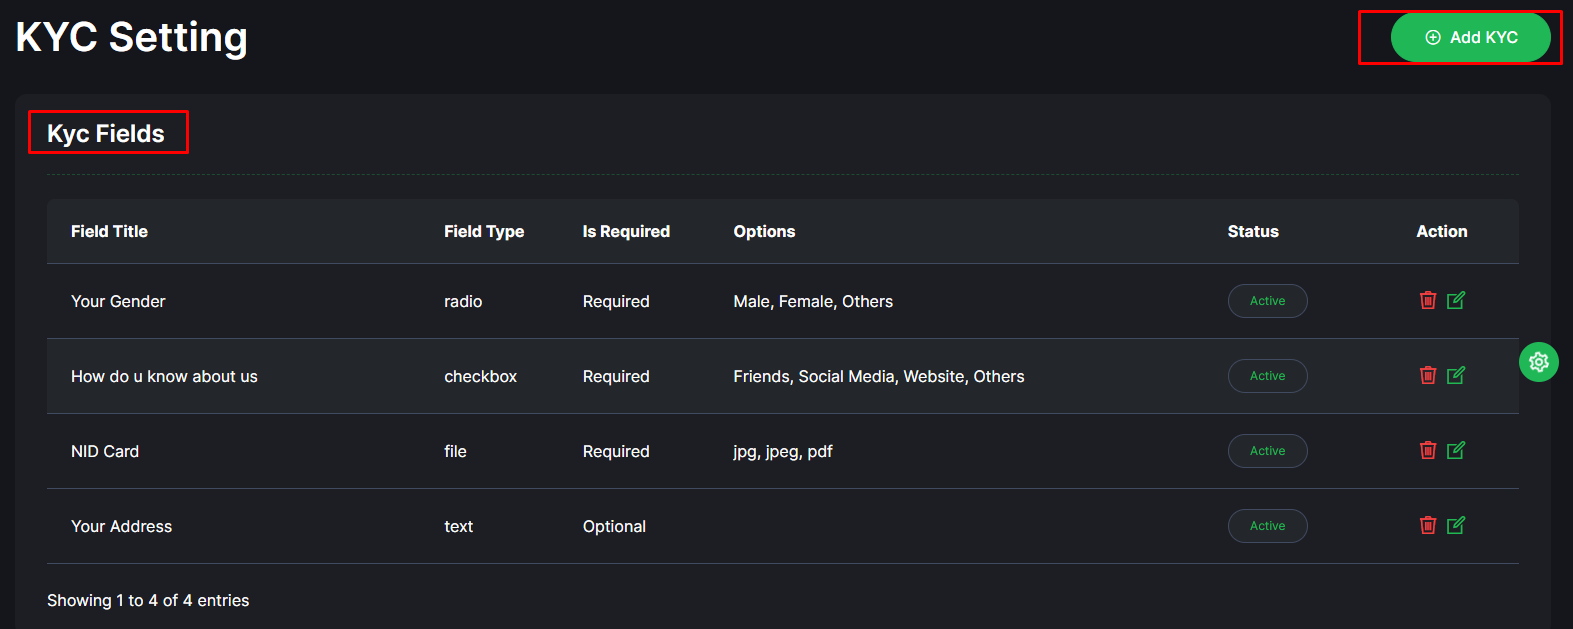 KYC Setting
Add KYC
Kyc Fields
Field Title Field Type Is Required Options Status Action
Your Gender radio Required Male, Female, Others Active
How do u know about us checkbox Required Friends, Social Media, Website, Others Active
NID Card file Required jpg, jpeg, pdf Active
Your Address text Optional Active
Showing 1 to 4 of 4 entries